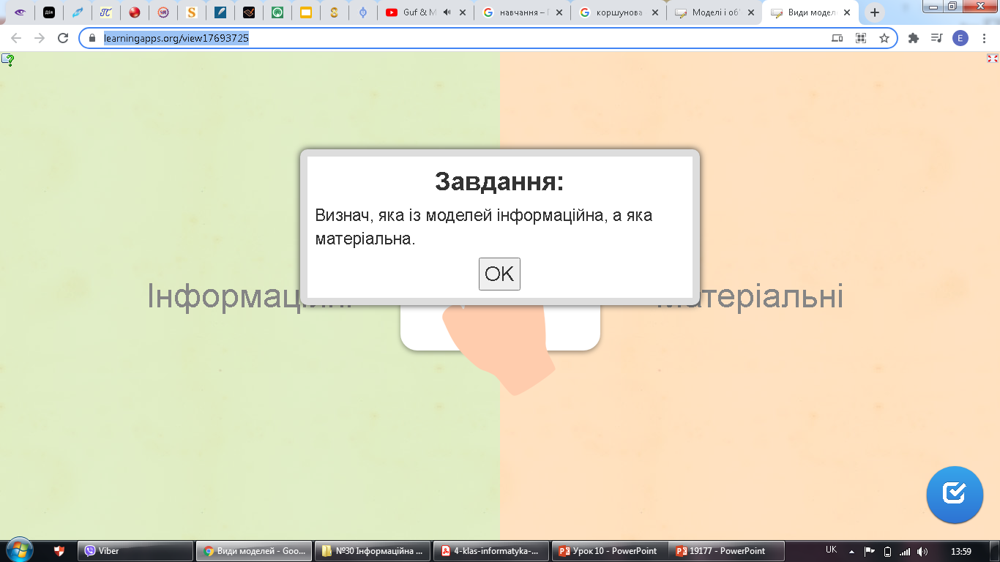 Guf & M
навчання – Г
коршунова
Моделі і об'
Види модел
learningapps.org/view17693725
E
Завдання:
Визнач, яка із моделей інформаційна, а яка
матеріальна.
OK
Інформаційні
Матеріальні
Viber
Види моделей - Goo...
№30 Інформаційна ...
4-klas-informatyka-...
Урок 10 - PowerPoint
19177 - PowerPoint
UK
13:59